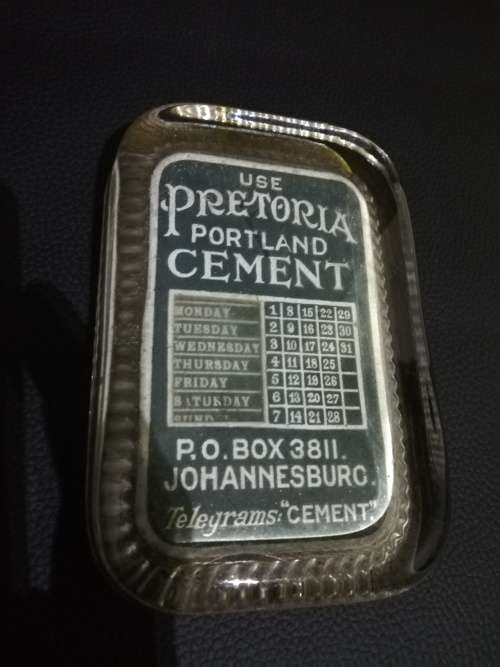 USE
PRETORIA
PORTLAND
CEMENT
MONDAY 1 8 15 22 29
TUESDAY 2 9 16 23 30
WEDNESDAY 3 10 17 24 31
THURSDAY 4 11 18 25
FRIDAY 5 12 19 26
SATURDAY 6 13 20 27
7 14 21 28
P.O. BOX 3811.
JOHANNESBURG.
Telegrams: "CEMENT".